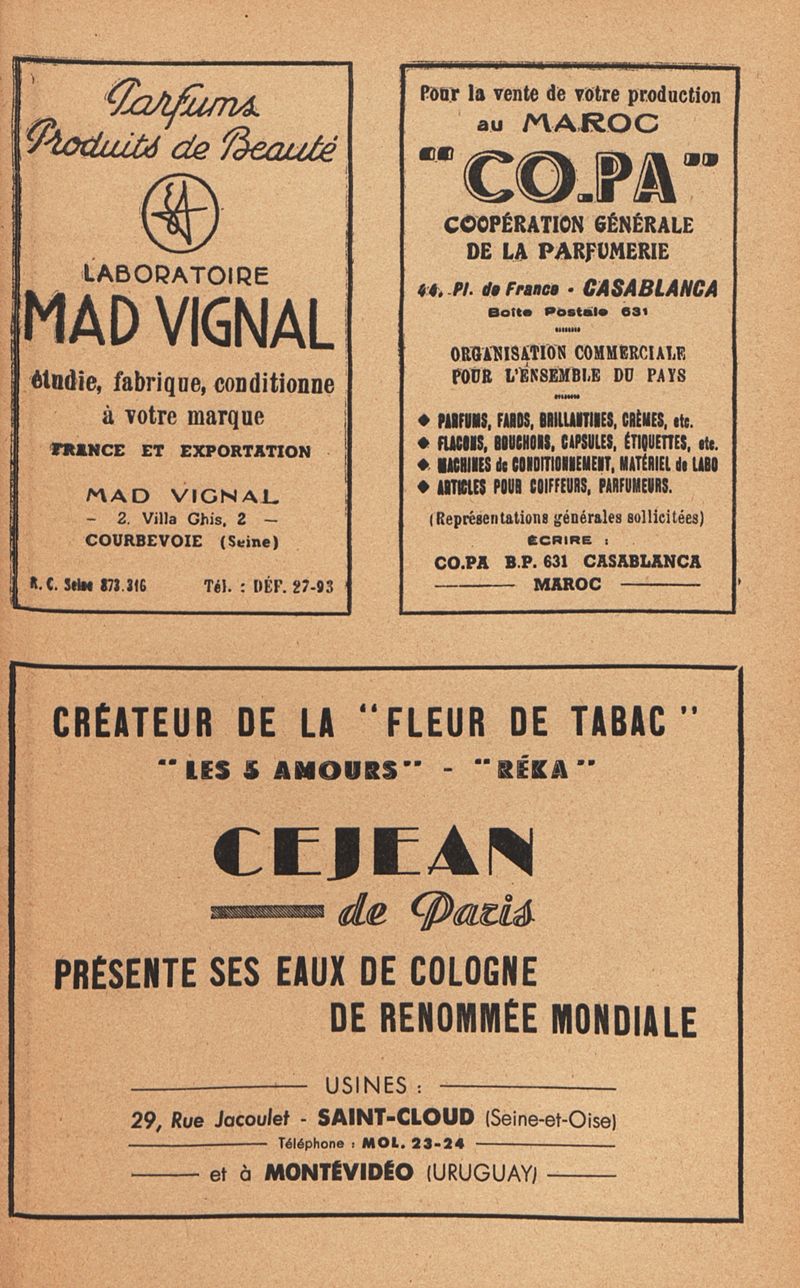 Parfums
Produits de Beauté
LABORATOIRE
MAD VIGNAL
étudie, fabrique, conditionne
à votre marque
FRANCE ET EXPORTATION
MAD VIGNAL
– 2. Villa Ghis, 2 –
COURBEVOIE (Seine)
R. C. Seine 873.316 Tél. : DÉF. 27-93
Pour la vente de votre production
au MAROC
"CO.PA"
COOPÉRATION GÉNÉRALE
DE LA PARFUMERIE
44, Pl. de France - CASABLANCA
Boîte Postale 631
ORGANISATION COMMERCIALE
POUR L'ENSEMBLE DU PAYS
◆ PARFUMS, FARDS, BRILLANTINES, CRÈMES, etc.
◆ FLACONS, BOUCHONS, CAPSULES, ÉTIQUETTES, etc.
◆ MACHINES de CONDITIONNEMENT, MATÉRIEL de LABO
◆ ARTICLES POUR COIFFEURS, PARFUMEURS.
(Représentations générales sollicitées)
ÉCRIRE :
CO.PA B.P. 631 CASABLANCA
MAROC
CRÉATEUR DE LA "FLEUR DE TABAC"
"LES 5 AMOURS" - "RÉKA"
CEJEAN
de Paris
PRÉSENTE SES EAUX DE COLOGNE
DE RENOMMÉE MONDIALE
USINES :
29, Rue Jacoulet - SAINT-CLOUD (Seine-et-Oise)
Téléphone : MOL. 23-24
et à MONTÉVIDÉO (URUGUAY)